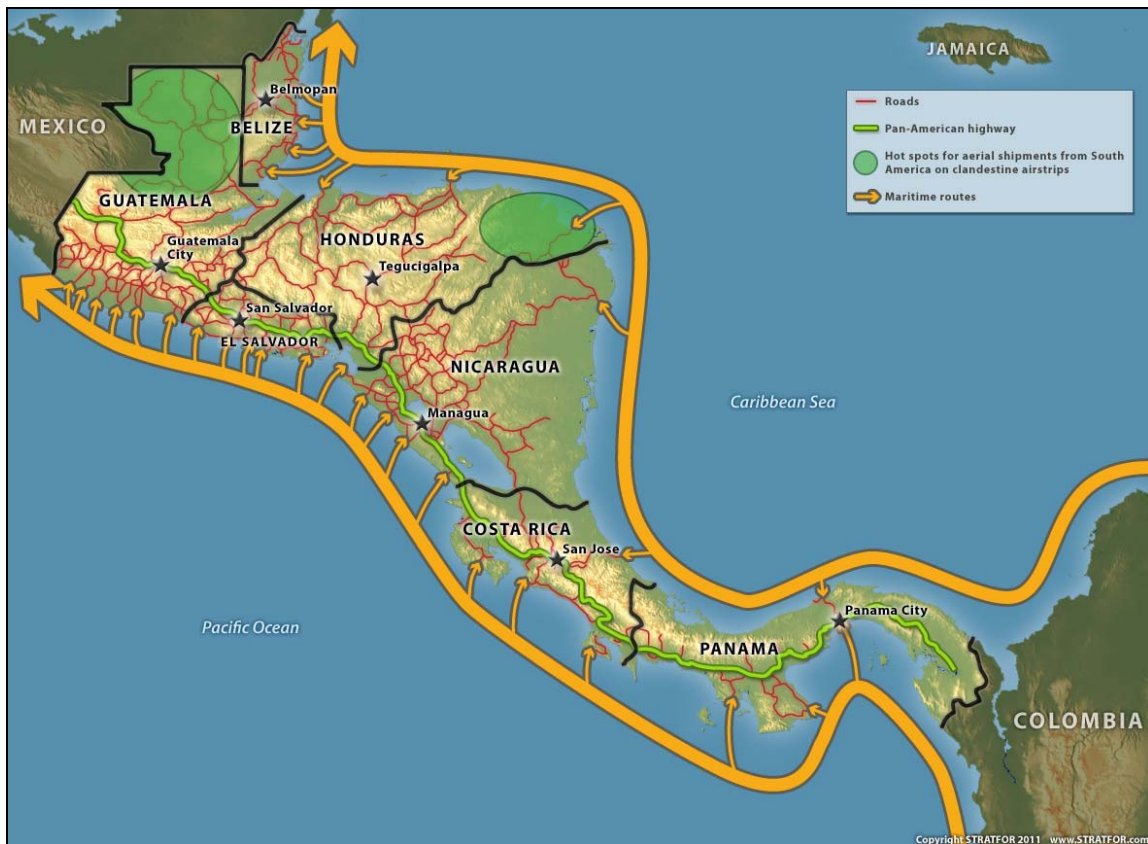 JAMAICA
Roads
Pan-American highway
Hot spots for aerial shipments from South
America on clandestine airstrips
Maritime routes
MEXICO
Belmopan
BELIZE
GUATEMALA
Guatemala
City
HONDURAS
Tegucigalpa
San Salvador
EL SALVADOR
NICARAGUA
Managua
Caribbean Sea
COSTA RICA
San Jose
Pacific Ocean
PANAMA
Panama City
COLOMBIA
Copyright STRATFOR 2011 www.STRATFOR.com